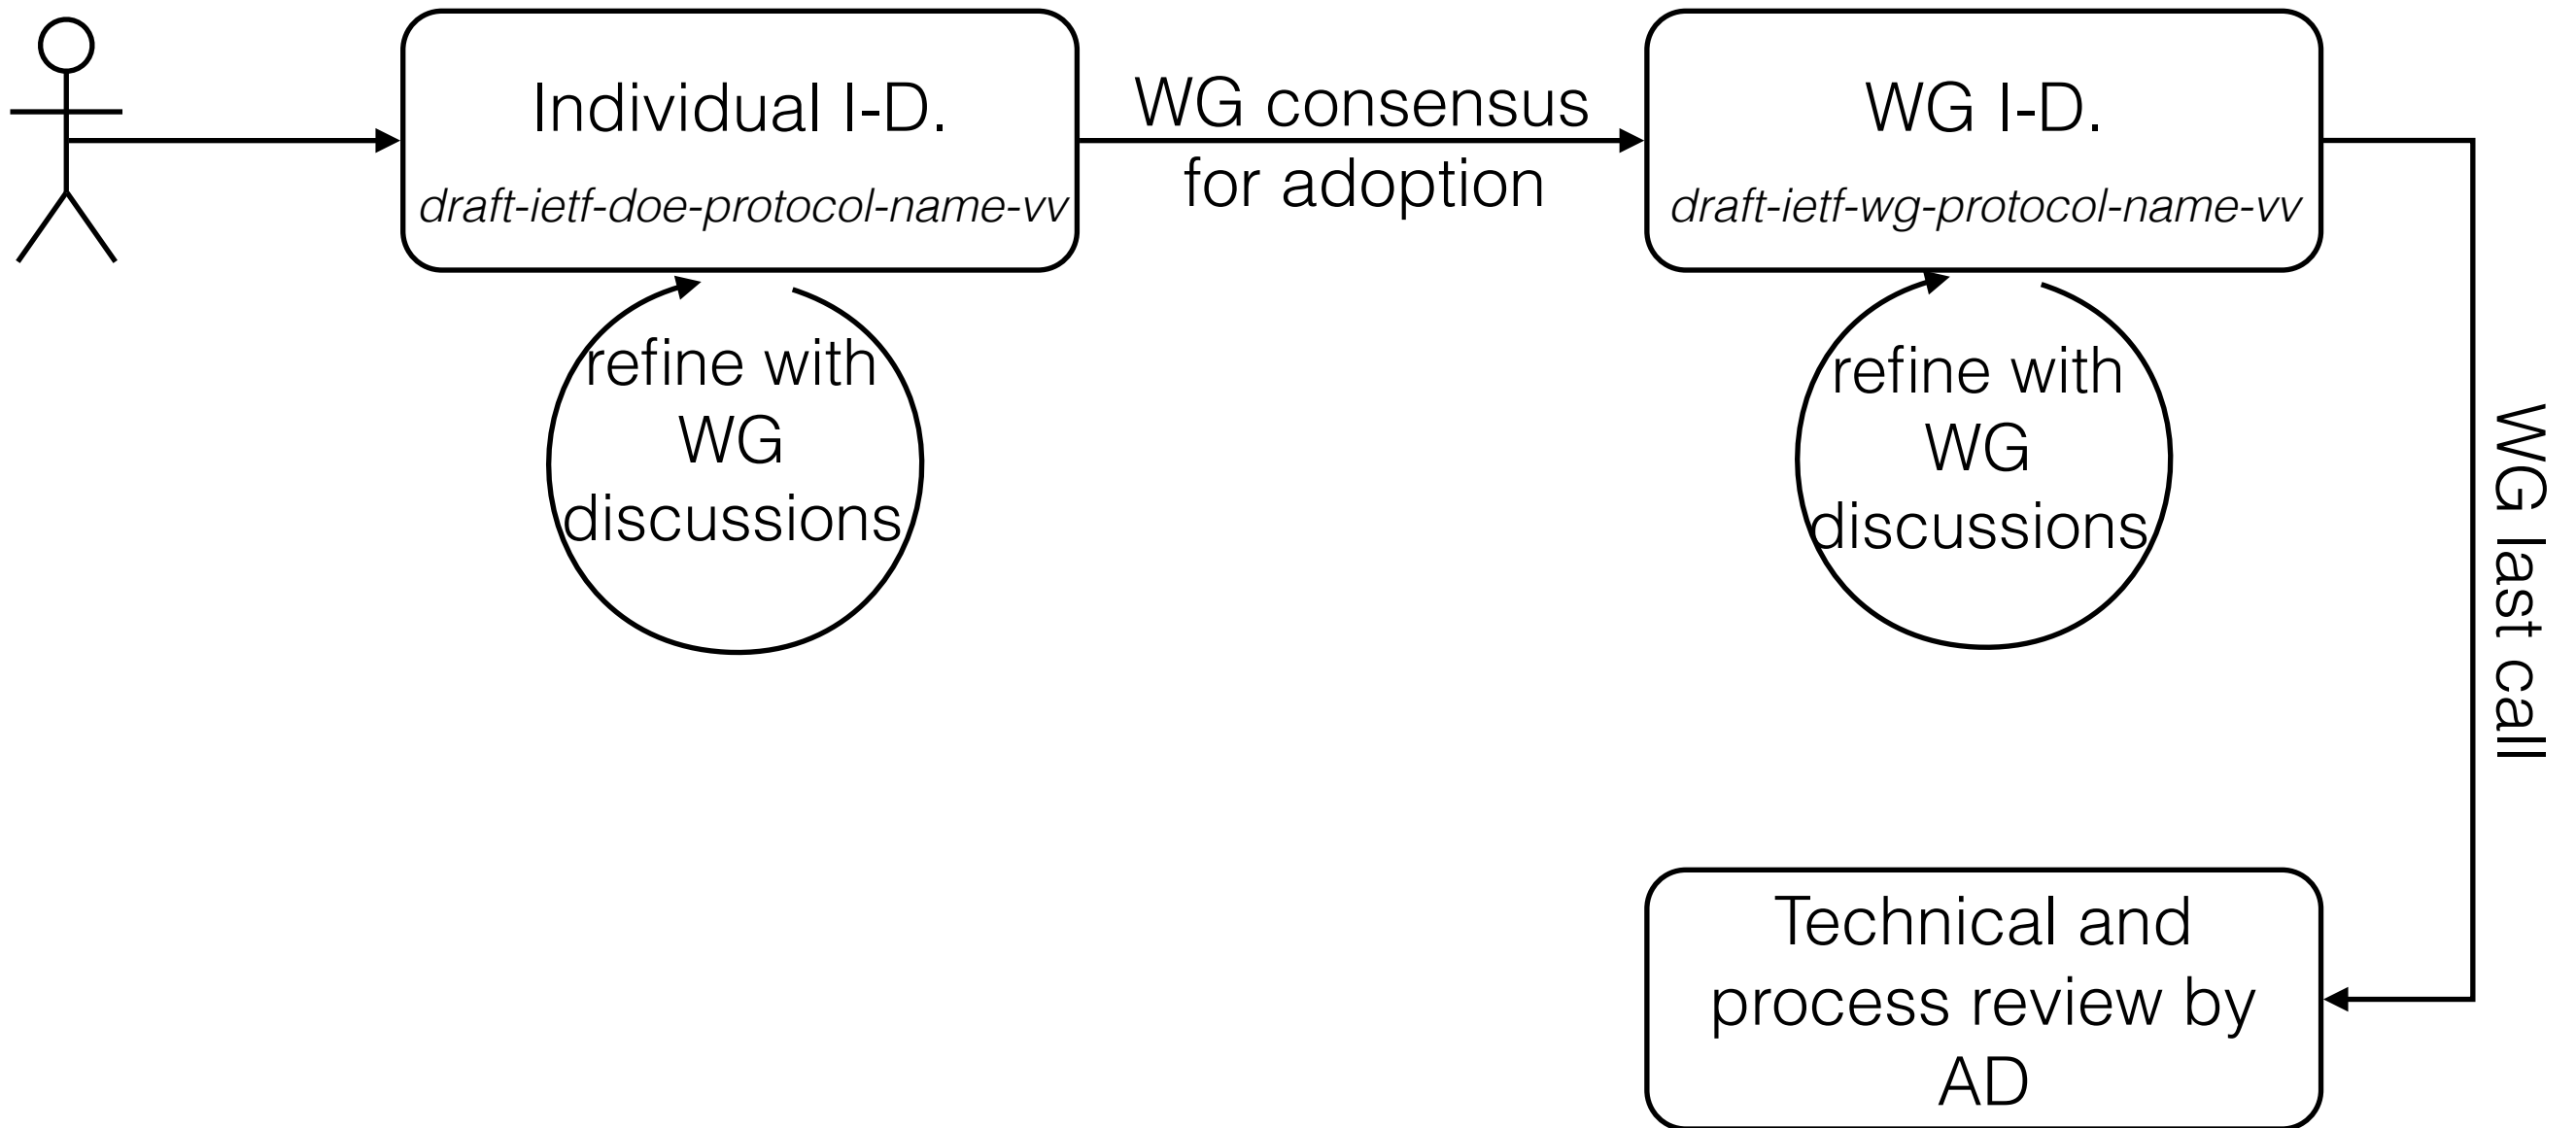 Individual I-D.
draft-ietf-doe-protocol-name-vv
WG consensus
for adoption
WG I-D.
draft-ietf-wg-protocol-name-vv
refine with
WG
discussions
refine with
WG
discussions
WG last call
Technical and
process review by
AD